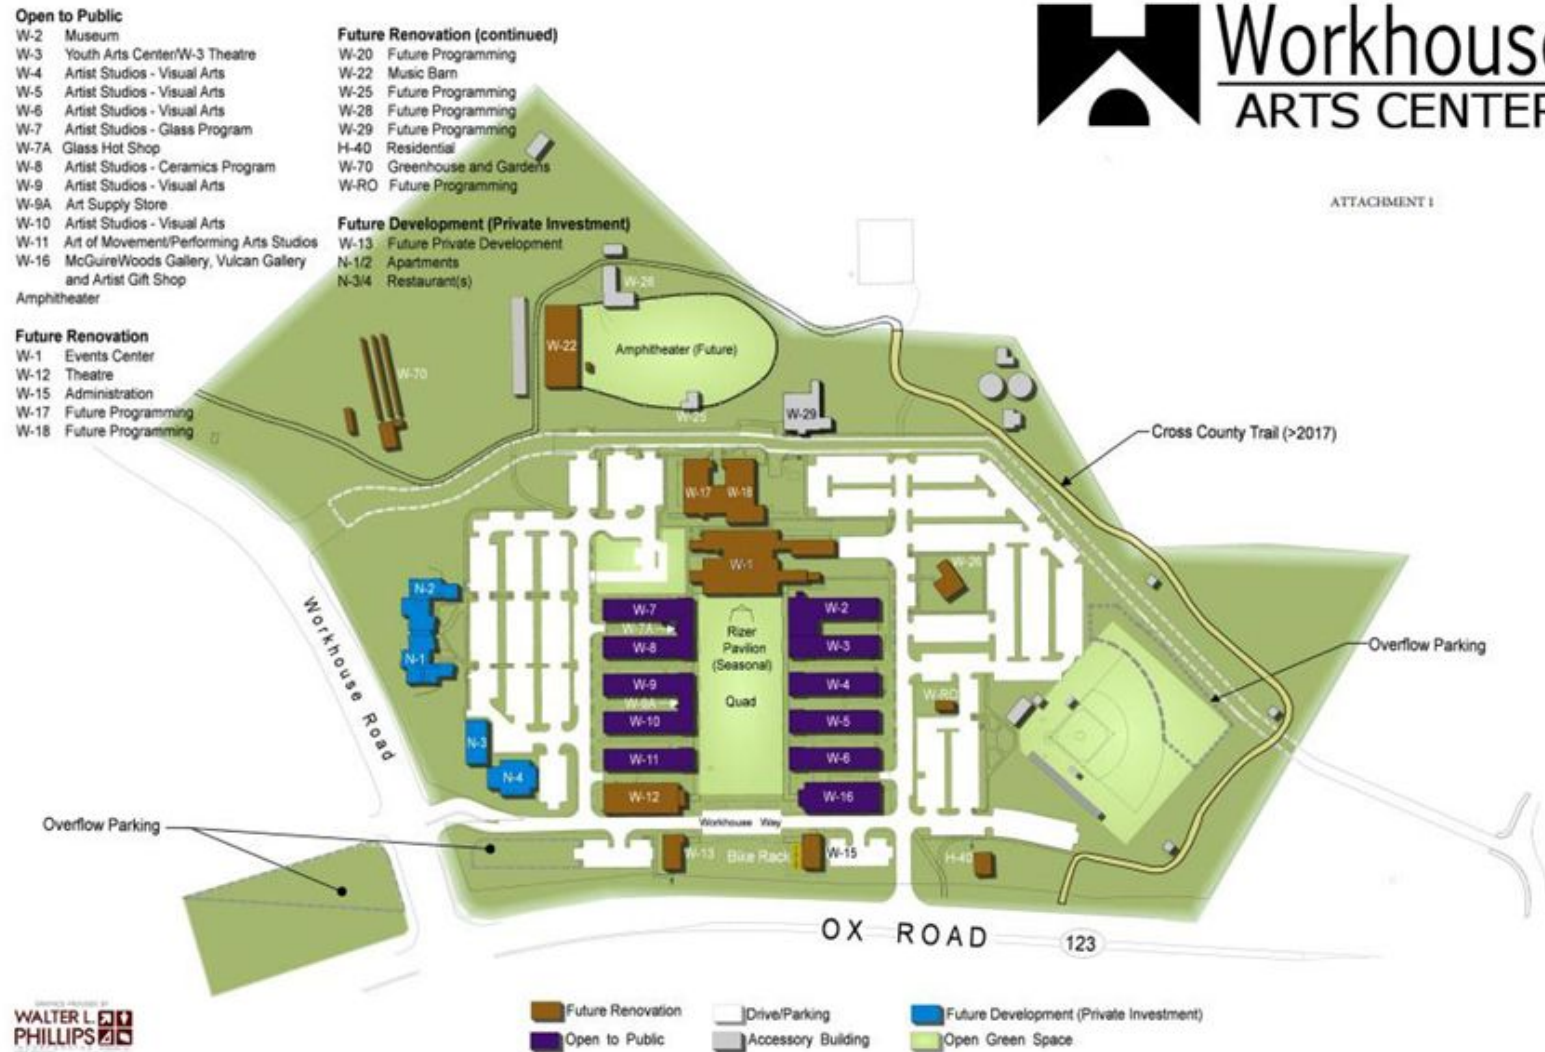 Open to Public
W-2 Museum
W-3 Youth Arts Center/W-3 Theatre
W-4 Artist Studios - Visual Arts
W-5 Artist Studios - Visual Arts
W-6 Artist Studios - Visual Arts
W-7 Artist Studios - Glass Program
W-7A Glass Hot Shop
W-8 Artist Studios - Ceramics Program
W-9 Artist Studios - Visual Arts
W-9A Art Supply Store
W-10 Artist Studios - Visual Arts
W-11 Art of Movement/Performing Arts Studios
W-16 McGuireWoods Gallery, Vulcan Gallery
and Artist Gift Shop
Amphitheater
Future Renovation
W-1 Events Center
W-12 Theatre
W-15 Administration
W-17 Future Programming
W-18 Future Programming
Future Renovation (continued)
W-20 Future Programming
W-22 Music Barn
W-25 Future Programming
W-28 Future Programming
W-29 Future Programming
H-40 Residential
W-70 Greenhouse and Gardens
W-RO Future Programming
Future Development (Private Investment)
W-13 Future Private Development
N-1/2 Apartments
N-3/4 Restaurant(s)
Workhouse
ARTS CENTER
ATTACHMENT 1
W-22
Amphitheater (Future)
W-70
W-25
W-29
Cross County Trail (>2017)
W-17
W-18
W-1
N-2
N-1
N-3
N-4
Workhouse Road
W-7
W-7A
W-8
W-9
W-9A
W-10
W-11
W-12
Rizer
Pavilion
(Seasonal)
Quad
W-2
W-3
W-4
W-5
W-6
W-16
W-RO
Overflow Parking
Overflow Parking
Workhouse Way
W-13
Bike Rack
W-15
H-40
OX ROAD
123
GRAPHICS PROVIDED BY
WALTER L.
PHILLIPS
Future Renovation
Open to Public
Drive/Parking
Accessory Building
Future Development (Private Investment)
Open Green Space